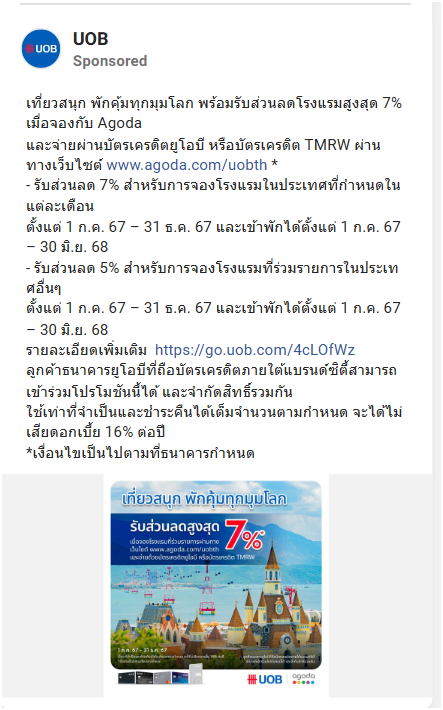 UOB
Sponsored
เที่ยวสนุก พักคุ้มทุกมุมโลก พร้อมรับส่วนลดโรงแรมสูงสุด 7%
เมื่อจองกับ Agoda
และจ่ายผ่านบัตรเครดิตยูโอบี หรือบัตรเครดิต TMRW ผ่าน
ทางเว็บไซต์ www.agoda.com/uobth *
- รับส่วนลด 7% สำหรับการจองโรงแรมในประเทศที่กำหนดใน
แต่ละเดือน
ตั้งแต่ 1 ก.ค. 67 – 31 ธ.ค. 67 และเข้าพักได้ตั้งแต่ 1 ก.ค. 67
– 30 มิ.ย. 68
- รับส่วนลด 5% สำหรับการจองโรงแรมที่ร่วมรายการในประเท
ศอื่นๆ
ตั้งแต่ 1 ก.ค. 67 – 31 ธ.ค. 67 และเข้าพักได้ตั้งแต่ 1 ก.ค. 67
– 30 มิ.ย. 68
รายละเอียดเพิ่มเติม https://go.uob.com/4cLOfWz
ลูกค้าธนาคารยูโอบีที่ถือบัตรเครดิตภายใต้แบรนด์ซิตี้สามารถ
เข้าร่วมโปรโมชันนี้ได้ และจำกัดสิทธิ์รวมกัน
ใช้เท่าที่จำเป็นและชำระคืนได้เต็มจำนวนตามกำหนด จะได้ไม่
เสียดอกเบี้ย 16% ต่อปี
*เงื่อนไขเป็นไปตามที่ธนาคารกำหนด
เที่ยวสนุก พักคุ้มทุกมุมโลก
รับส่วนลดสูงสุด 7%*
เมื่อจองโรงแรมที่ร่วมรายการผ่านทาง
เว็บไซต์ www.agoda.com/uobth
และจ่ายด้วยบัตรเครดิตยูโอบี หรือบัตรเครดิต TMRW
1 ก.ค. 67 – 31 ธ.ค. 67
UOB
agoda